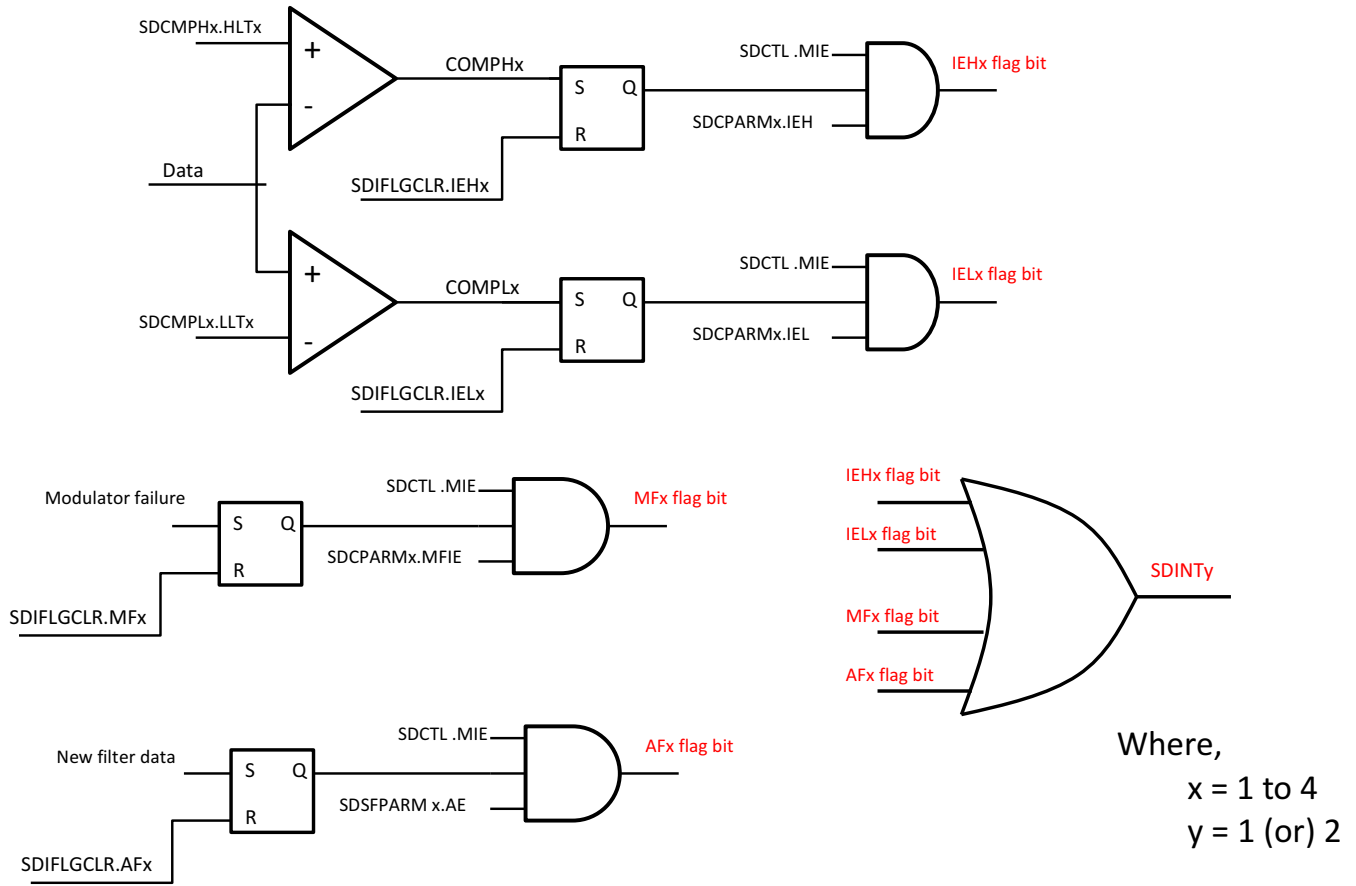 SDCMPHx.HLTx
+
-
COMPHx
S
Q
R
SDIFLGCLR.IEHx
SDCTL .MIE
SDCPARMx.IEH
IEHx flag bit
Data
+
-
SDCMPLx.LLTx
COMPLx
S
Q
R
SDIFLGCLR.IELx
SDCTL .MIE
SDCPARMx.IEL
IELx flag bit
Modulator failure
S
Q
R
SDIFLGCLR.MFx
SDCTL .MIE
SDCPARMx.MFIE
MFx flag bit
New filter data
S
Q
R
SDIFLGCLR.AFx
SDCTL .MIE
SDSFPARM x.AE
AFx flag bit
IEHx flag bit
IELx flag bit
MFx flag bit
AFx flag bit
SDINTy
Where,
x = 1 to 4
y = 1 (or) 2